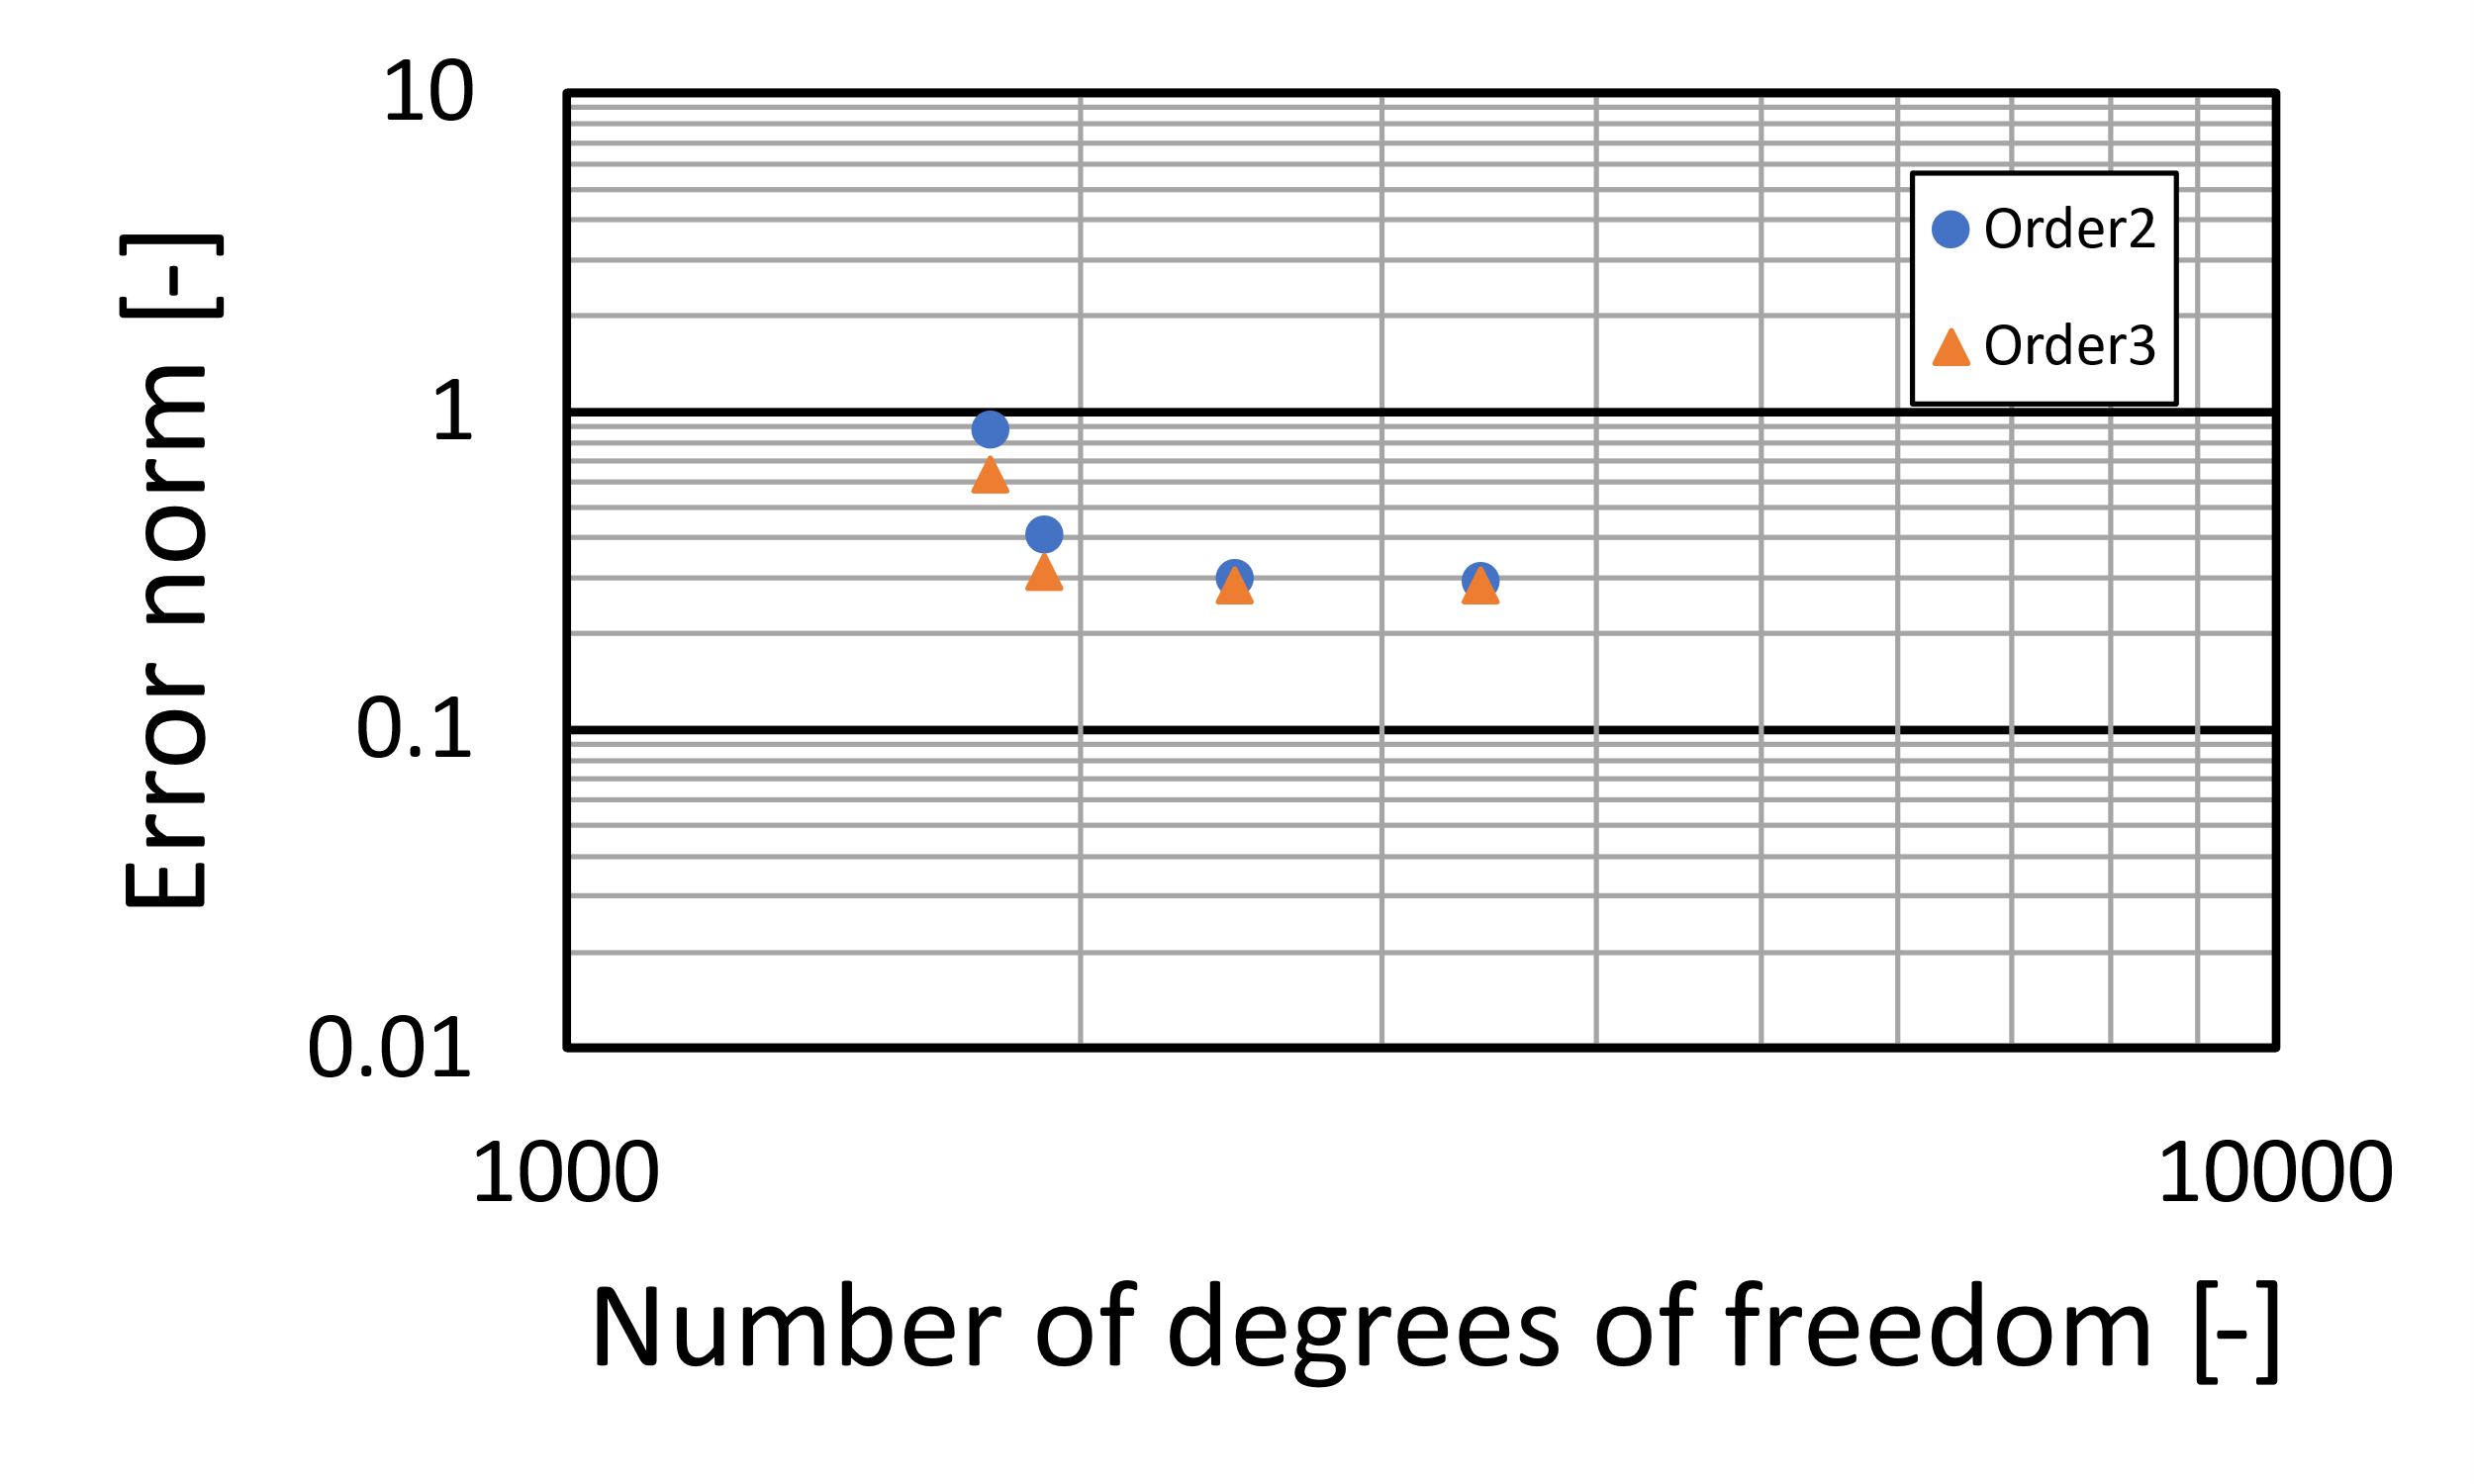 10
1
0.1
0.01
Error norm [-]
Order2
Order3
1000
10000
Number of degrees of freedom [-]